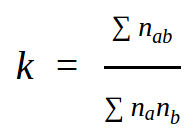 k = ∑ n_ab / ∑ n_a n_b